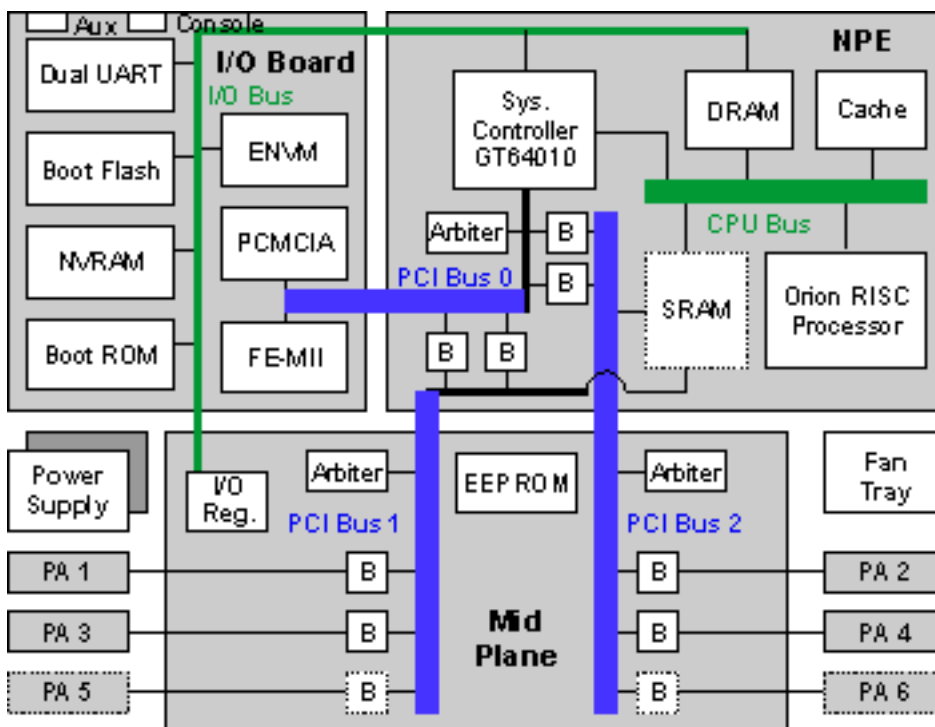 Aux
Console
Dual UART
I/O Board
I/O Bus
Boot Flash
ENVM
NVRAM
PCMCIA
Boot ROM
FE-MII
NPE
Sys.
Controller
GT64010
DRAM
Cache
CPU Bus
Arbiter
B
PCI Bus 0
B
SRAM
Orion RISC
Processor
B
B
Power
Supply
I/O
Reg.
Arbiter
EEPROM
Arbiter
Fan
Tray
PCI Bus 1
PCI Bus 2
PA 1
B
B
PA 2
PA 3
B
Mid
Plane
B
PA 4
PA 5
B
B
PA 6